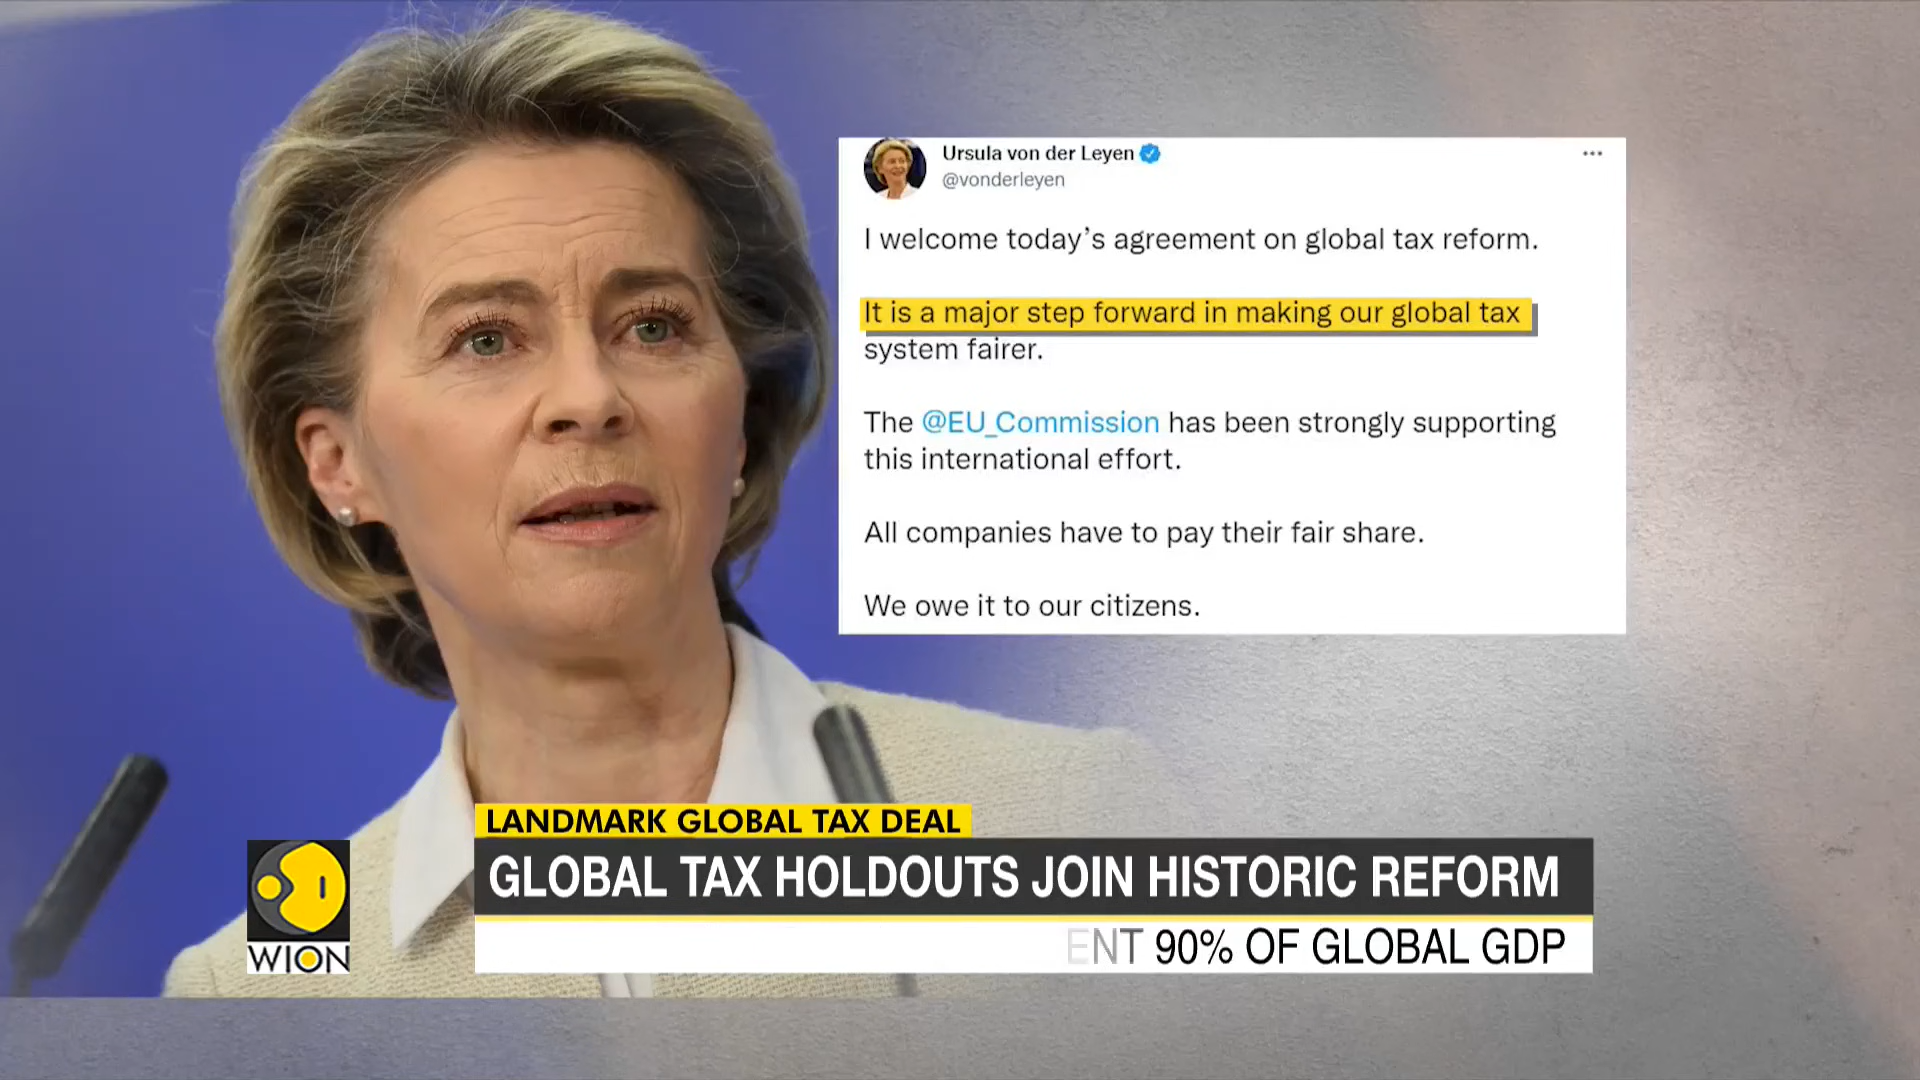 Ursula von der Leyen
@vonderleyen
I welcome today's agreement on global tax reform.
It is a major step forward in making our global tax
system fairer.
The @EU_Commission has been strongly supporting
this international effort.
All companies have to pay their fair share.
We owe it to our citizens.
LANDMARK GLOBAL TAX DEAL
GLOBAL TAX HOLDOUTS JOIN HISTORIC REFORM
ENT 90% OF GLOBAL GDP
WION